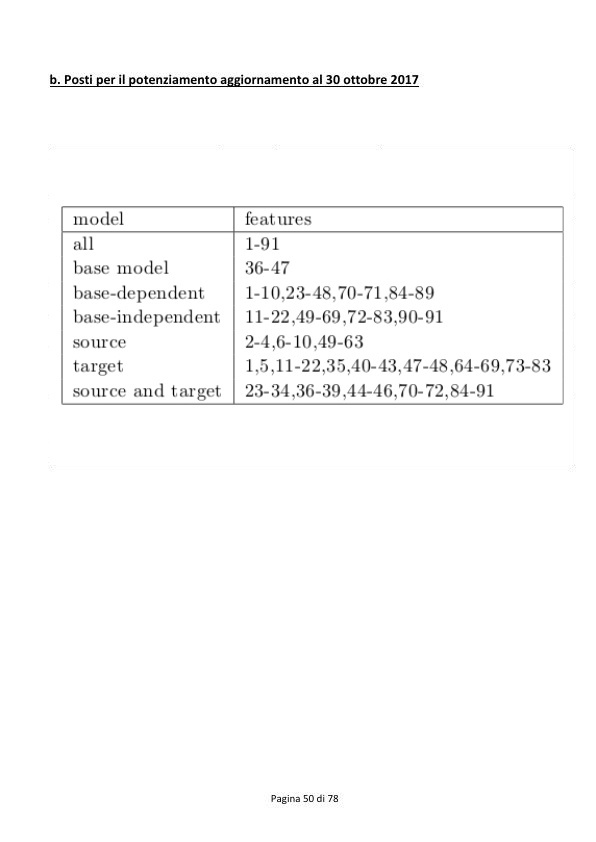 b. Posti per il potenziamento aggiornamento al 30 ottobre 2017
model features
all 1-91
base model 36-47
base-dependent 1-10,23-48,70-71,84-89
base-independent 11-22,49-69,72-83,90-91
source 2-4,6-10,49-63
target 1,5,11-22,35,40-43,47-48,64-69,73-83
source and target 23-34,36-39,44-46,70-72,84-91
Pagina 50 di 78